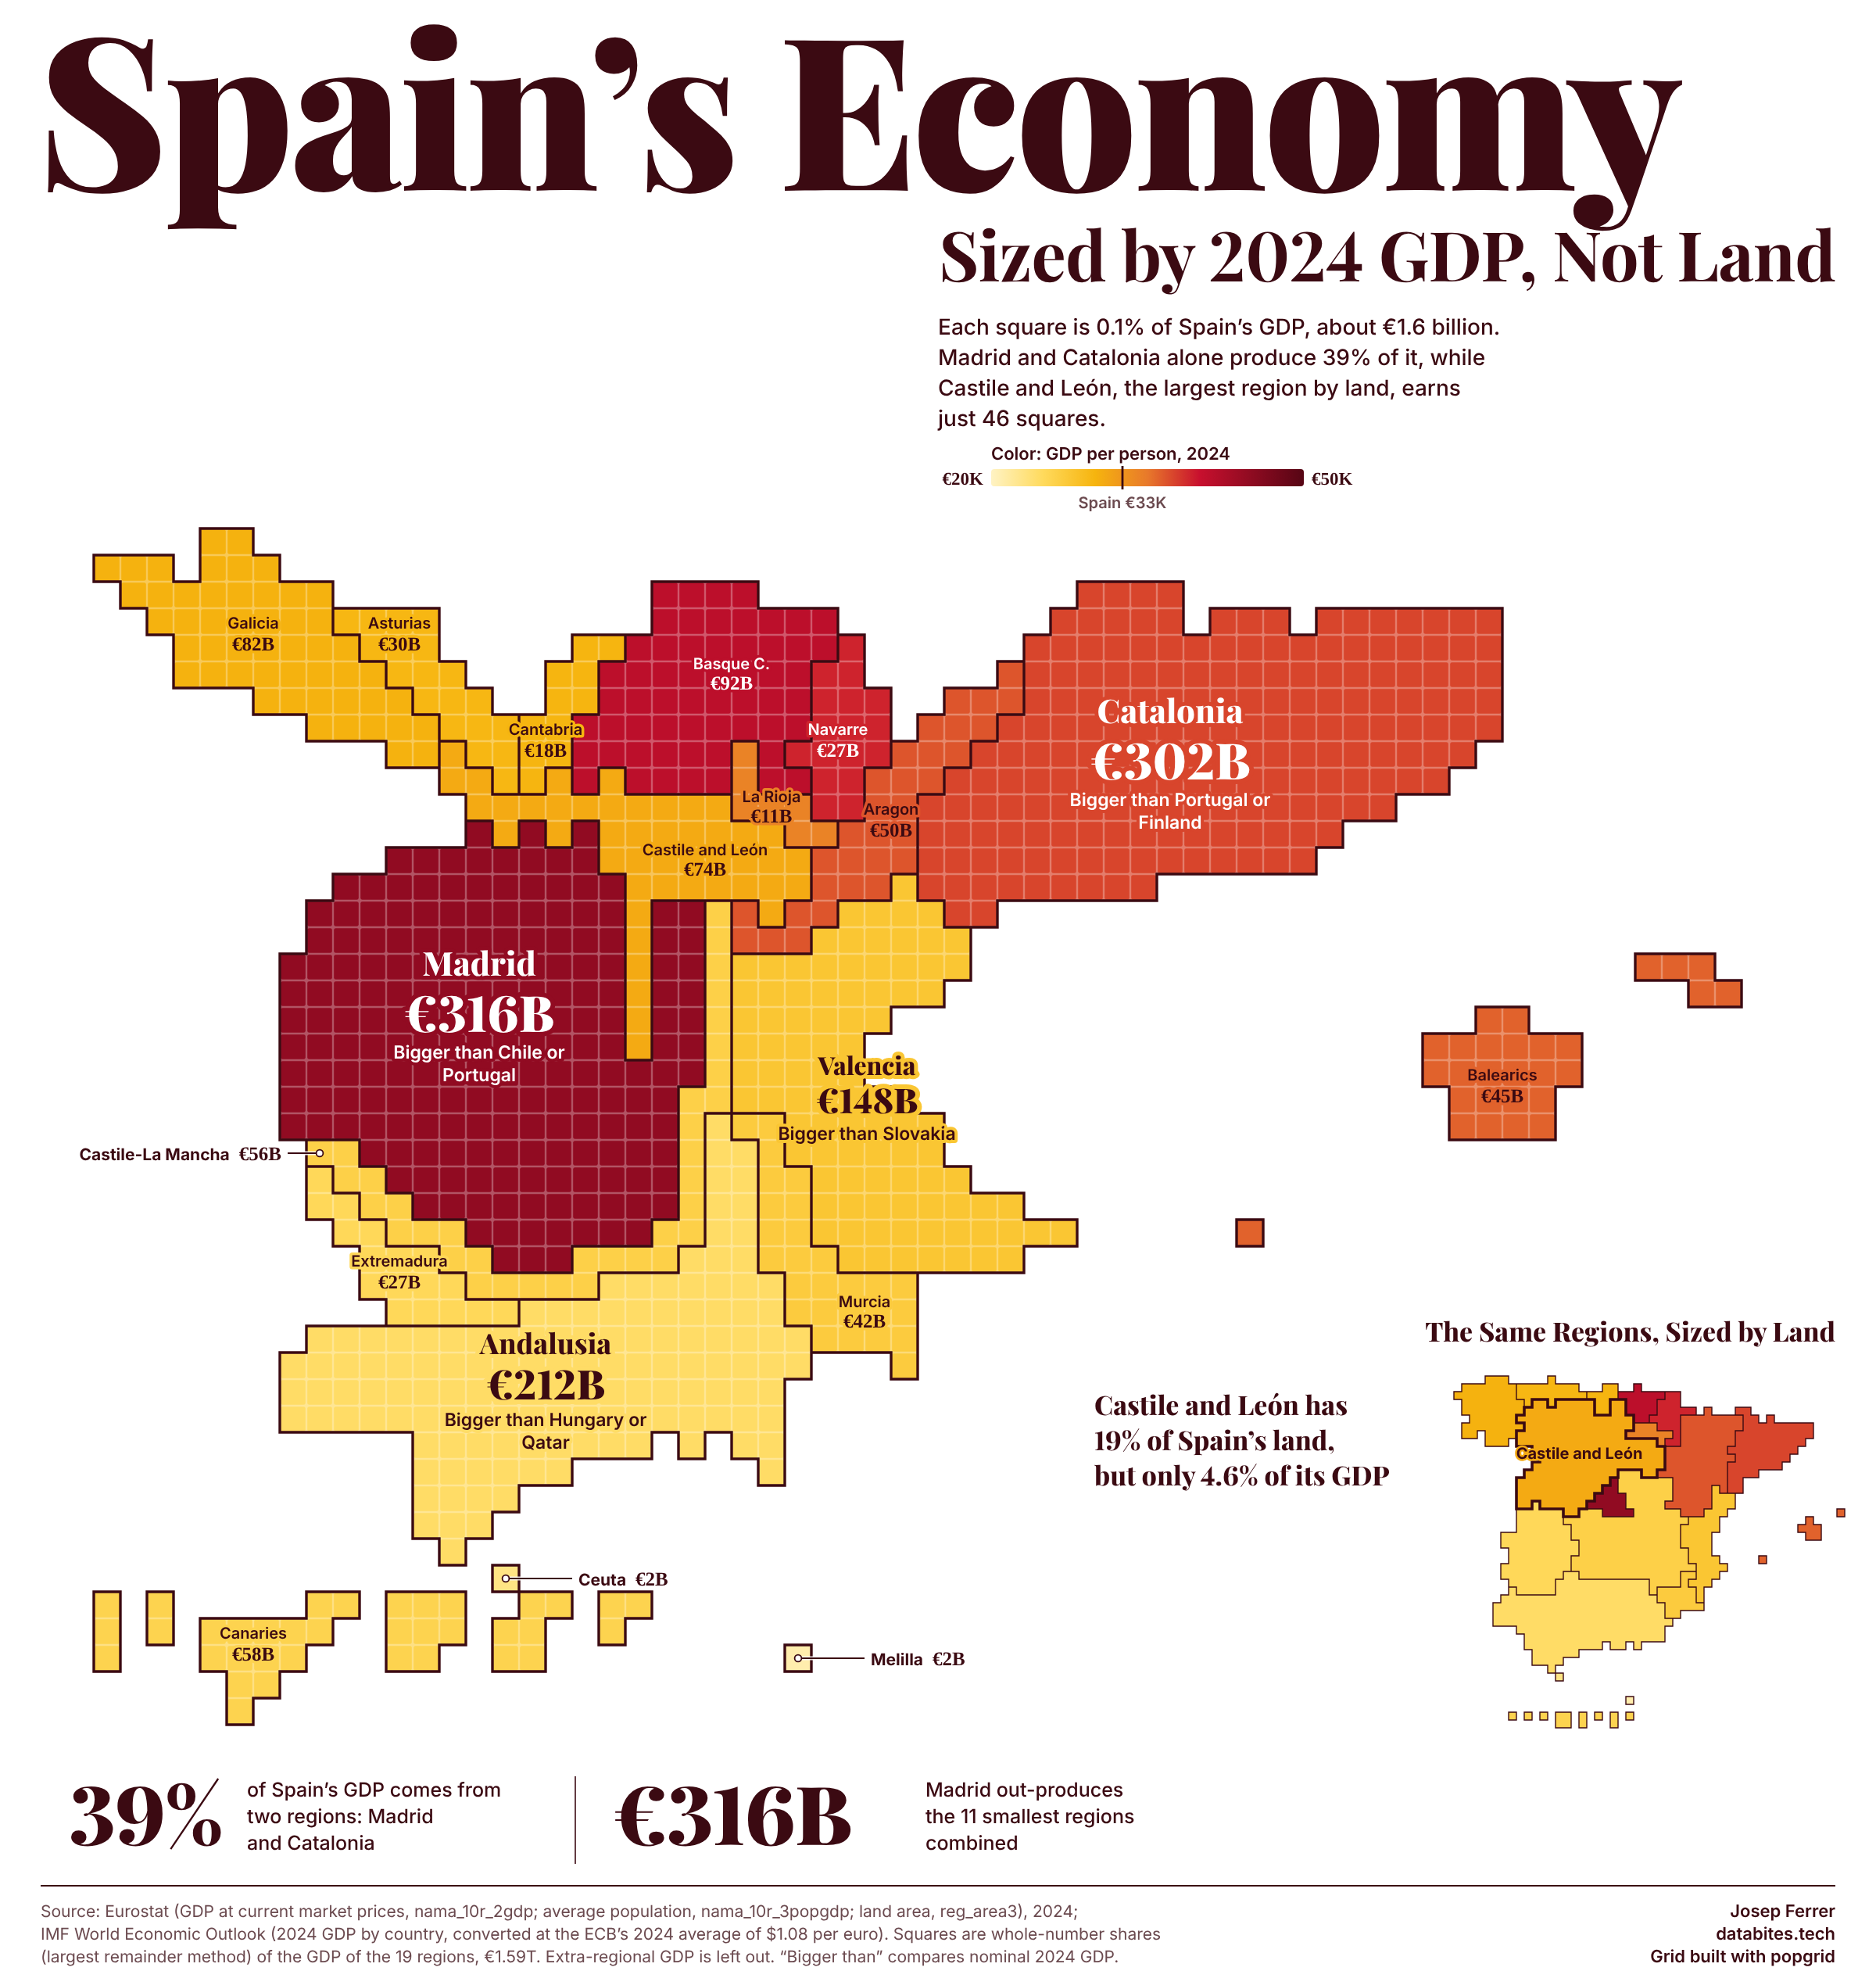 Spain’s Economy
Sized by 2024 GDP, Not Land
Each square is 0.1% of Spain’s GDP, about €1.6 billion.
Madrid and Catalonia alone produce 39% of it, while
Castile and León, the largest region by land, earns
just 46 squares.
Color: GDP per person, 2024
€20K
€50K
Spain €33K
Galicia
€82B
Asturias
€30B
Cantabria
€18B
Basque C.
€92B
Navarre
€27B
La Rioja
€11B
Aragon
€50B
Catalonia
€302B
Bigger than Portugal or
Finland
Castile and León
€74B
Madrid
€316B
Bigger than Chile or
Portugal
Valencia
€148B
Bigger than Slovakia
Balearics
€45B
Castile-La Mancha €56B
Extremadura
€27B
Murcia
€42B
Andalusia
€212B
Bigger than Hungary or
Qatar
Ceuta €2B
Canaries
€58B
Melilla €2B
The Same Regions, Sized by Land
Castile and León has
19% of Spain’s land,
but only 4.6% of its GDP
Castile and León
39%
of Spain’s GDP comes from
two regions: Madrid
and Catalonia
€316B
Madrid out-produces
the 11 smallest regions
combined
Source: Eurostat (GDP at current market prices, nama_10r_2gdp; average population, nama_10r_3popgdp; land area, reg_area3), 2024;
IMF World Economic Outlook (2024 GDP by country, converted at the ECB’s 2024 average of $1.08 per euro). Squares are whole-number shares
(largest remainder method) of the GDP of the 19 regions, €1.59T. Extra-regional GDP is left out. “Bigger than” compares nominal 2024 GDP.
Josep Ferrer
databites.tech
Grid built with popgrid